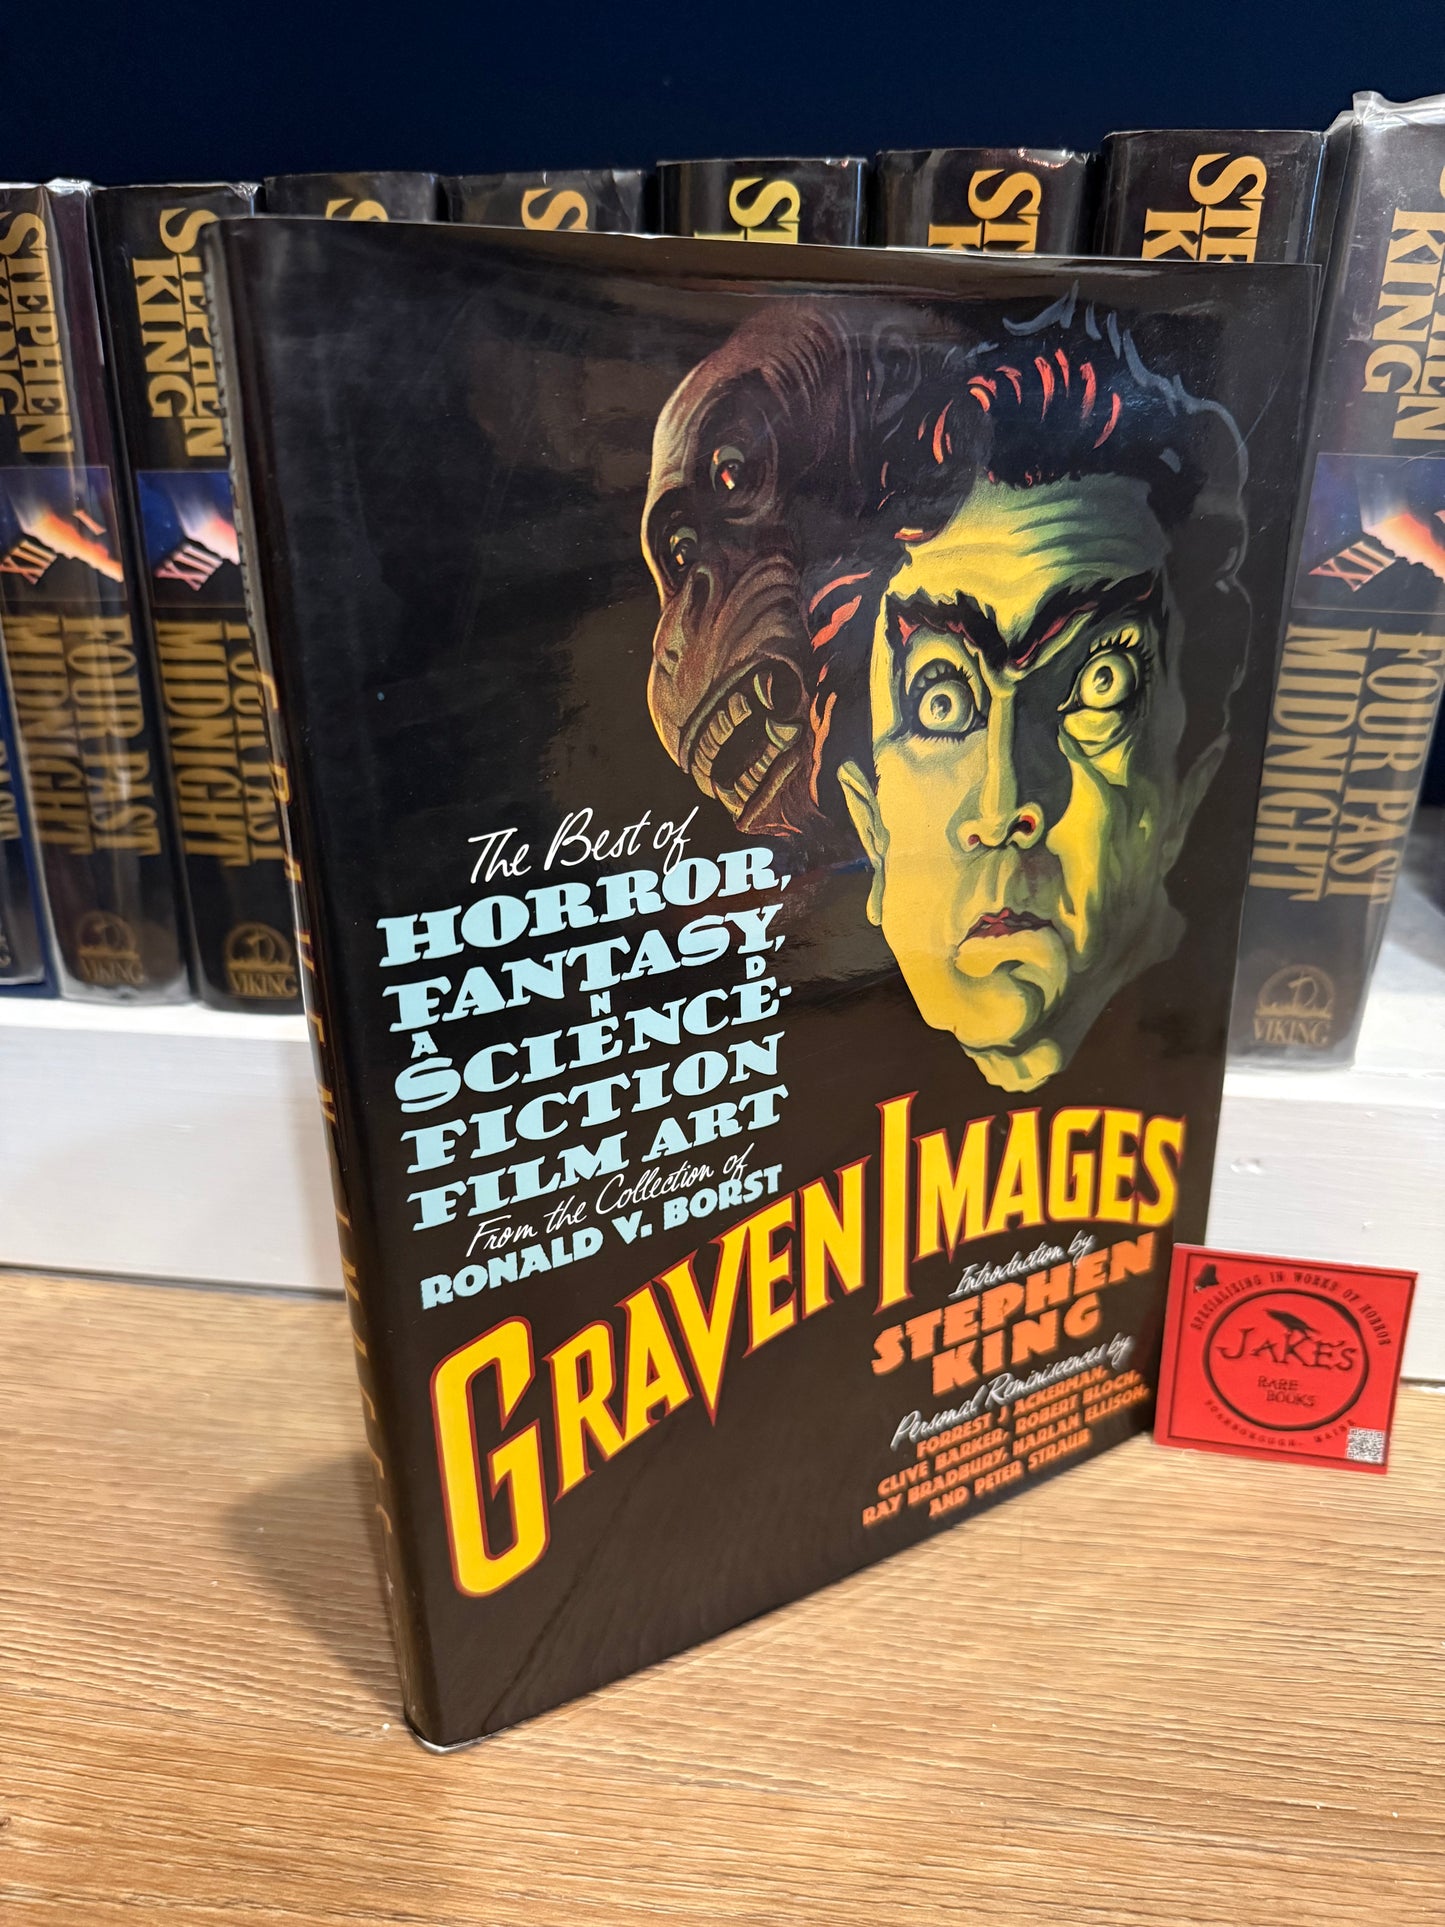 STEPHEN
KING
FOUR PAST
MIDNIGHT
VIKING
STEPHEN
KING
XII
FOUR PAST
MIDNIGHT
VIKING
STEPHEN
KING
XII
FOUR PAST
MIDNIGHT
VIKING
The Best of
HORROR,
FANTASY,
AND
SCIENCE-
FICTION
FILM ART
From the Collection of
RONALD V. BORST
GRAVEN IMAGES
Introduction by
STEPHEN
KING
Personal Reminiscences by
FORREST J ACKERMAN,
CLIVE BARKER, ROBERT BLOCH,
RAY BRADBURY, HARLAN ELLISON,
AND PETER STRAUB
SPECIALIZING IN WORKS OF HORROR
JAKE'S
RARE
BOOKS